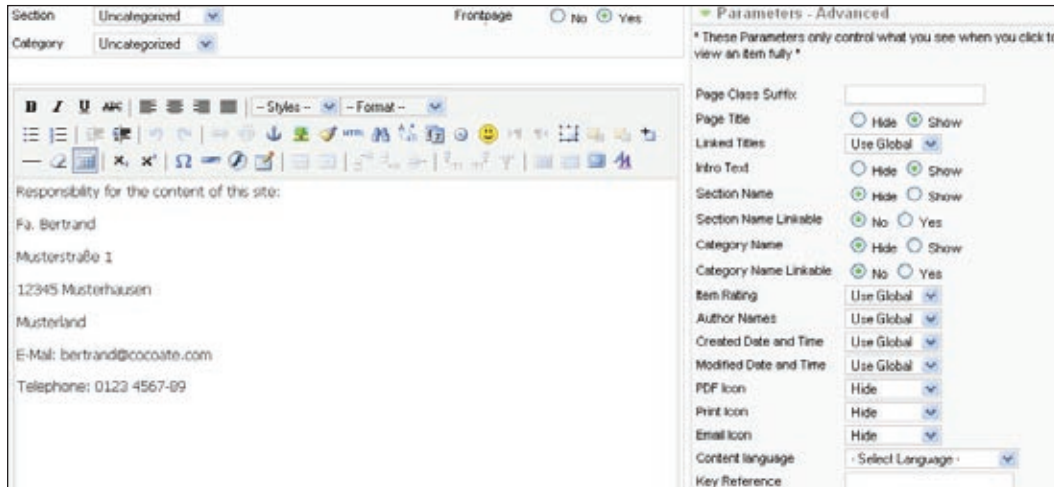 Section Uncategorized Frontpage No Yes
Category Uncategorized
B I U ABC -- Styles -- -- Format --
HTML
Responsibility for the content of this site:
Fa. Bertrand
Musterstraße 1
12345 Musterhausen
Musterland
E-Mal: bertrand@cocoate.com
Telephone: 0123 4567-89
Parameters - Advanced
* These Parameters only control what you see when you click to
view an item fully *
Page Class Suffix
Page Title Hide Show
Linked Titles Use Global
Intro Text Hide Show
Section Name Hide Show
Section Name Linkable No Yes
Category Name Hide Show
Category Name Linkable No Yes
Item Rating Use Global
Author Names Use Global
Created Date and Time Use Global
Modified Date and Time Use Global
PDF Icon Hide
Print Icon Hide
Email Icon Hide
Content language - Select Language -
Key Reference